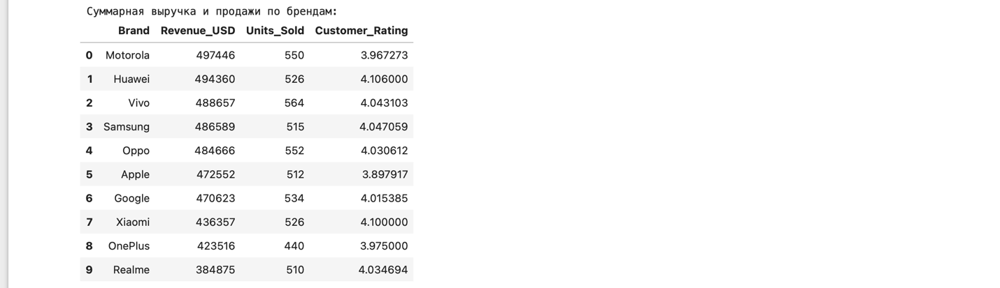 Суммарная выручка и продажи по брендам:
Brand Revenue_USD Units_Sold Customer_Rating
0 Motorola 497446 550 3.967273
1 Huawei 494360 526 4.106000
2 Vivo 488657 564 4.043103
3 Samsung 486589 515 4.047059
4 Oppo 484666 552 4.030612
5 Apple 472552 512 3.897917
6 Google 470623 534 4.015385
7 Xiaomi 436357 526 4.100000
8 OnePlus 423516 440 3.975000
9 Realme 384875 510 4.034694